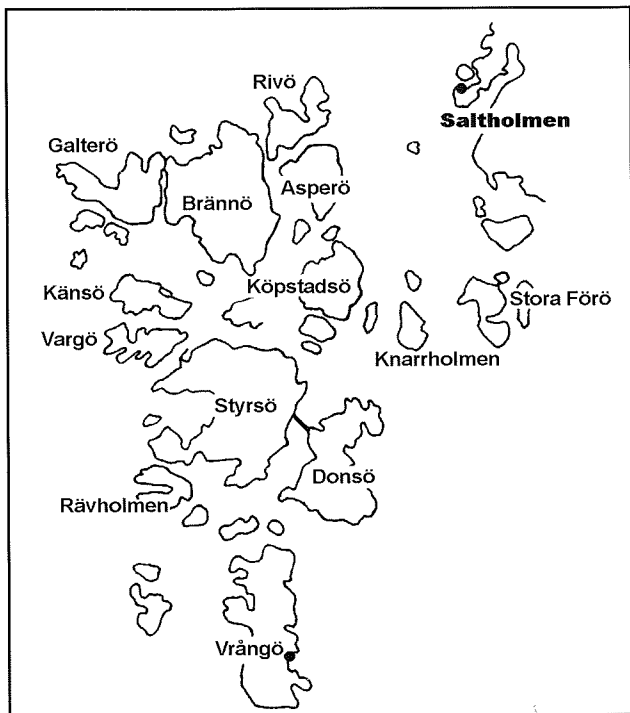 Rivö
Saltholmen
Galterö
Asperö
Brännö
Känsö
Köpstadsö
Stora Förö
Vargö
Knarrholmen
Styrsö
Donsö
Rävholmen
Vrångö